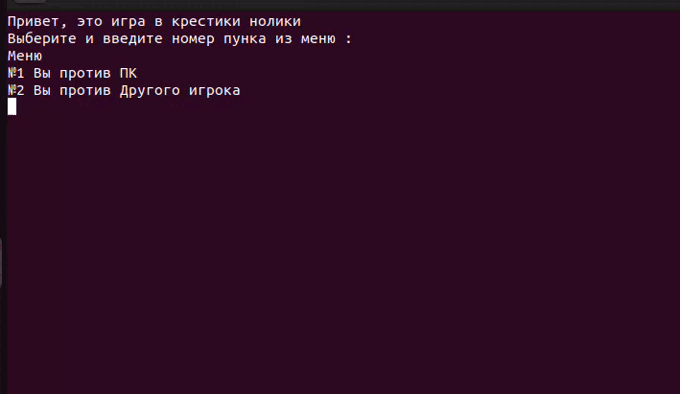 Привет, это игра в крестики нолики
Выберите и введите номер пунка из меню :
Меню
№1 Вы против ПК
№2 Вы против Другого игрока